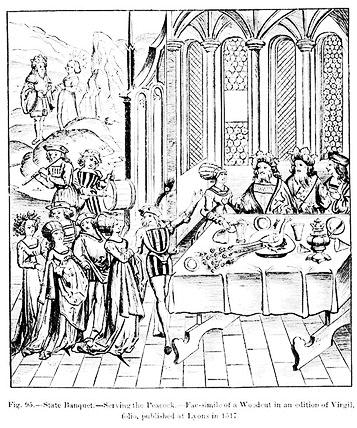 Fig. 95.—State Banquet.—Serving the Peacock.—Fac-simile of a Woodcut in an edition of Virgil,
folio, published at Lyons in 1517